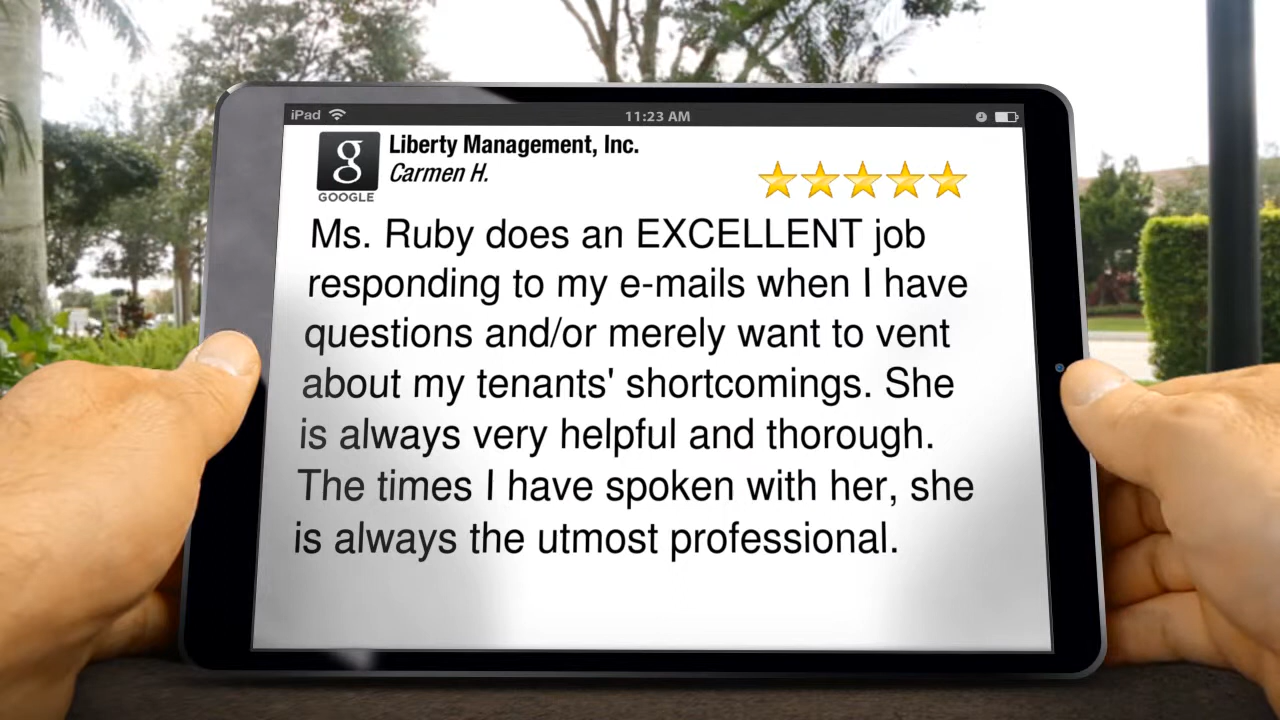 iPad 11:23 AM
g
GOOGLE
Liberty Management, Inc.
Carmen H.
Ms. Ruby does an EXCELLENT job
responding to my e-mails when I have
questions and/or merely want to vent
about my tenants' shortcomings. She
is always very helpful and thorough.
The times I have spoken with her, she
is always the utmost professional.